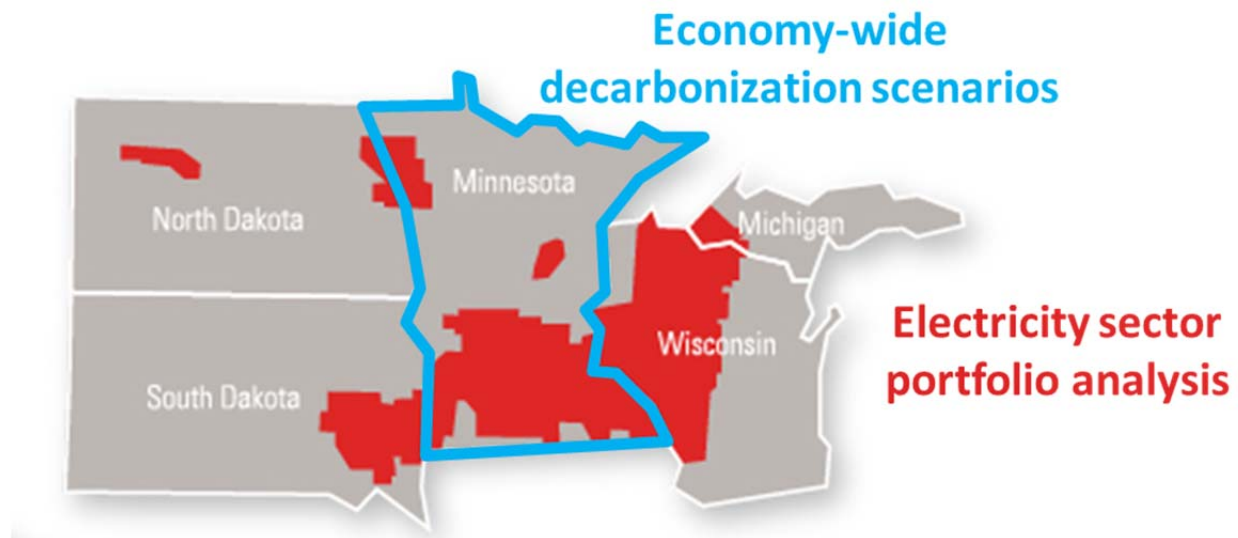 Economy-wide
decarbonization scenarios
Minnesota
North Dakota
Michigan
Electricity sector
portfolio analysis
Wisconsin
South Dakota